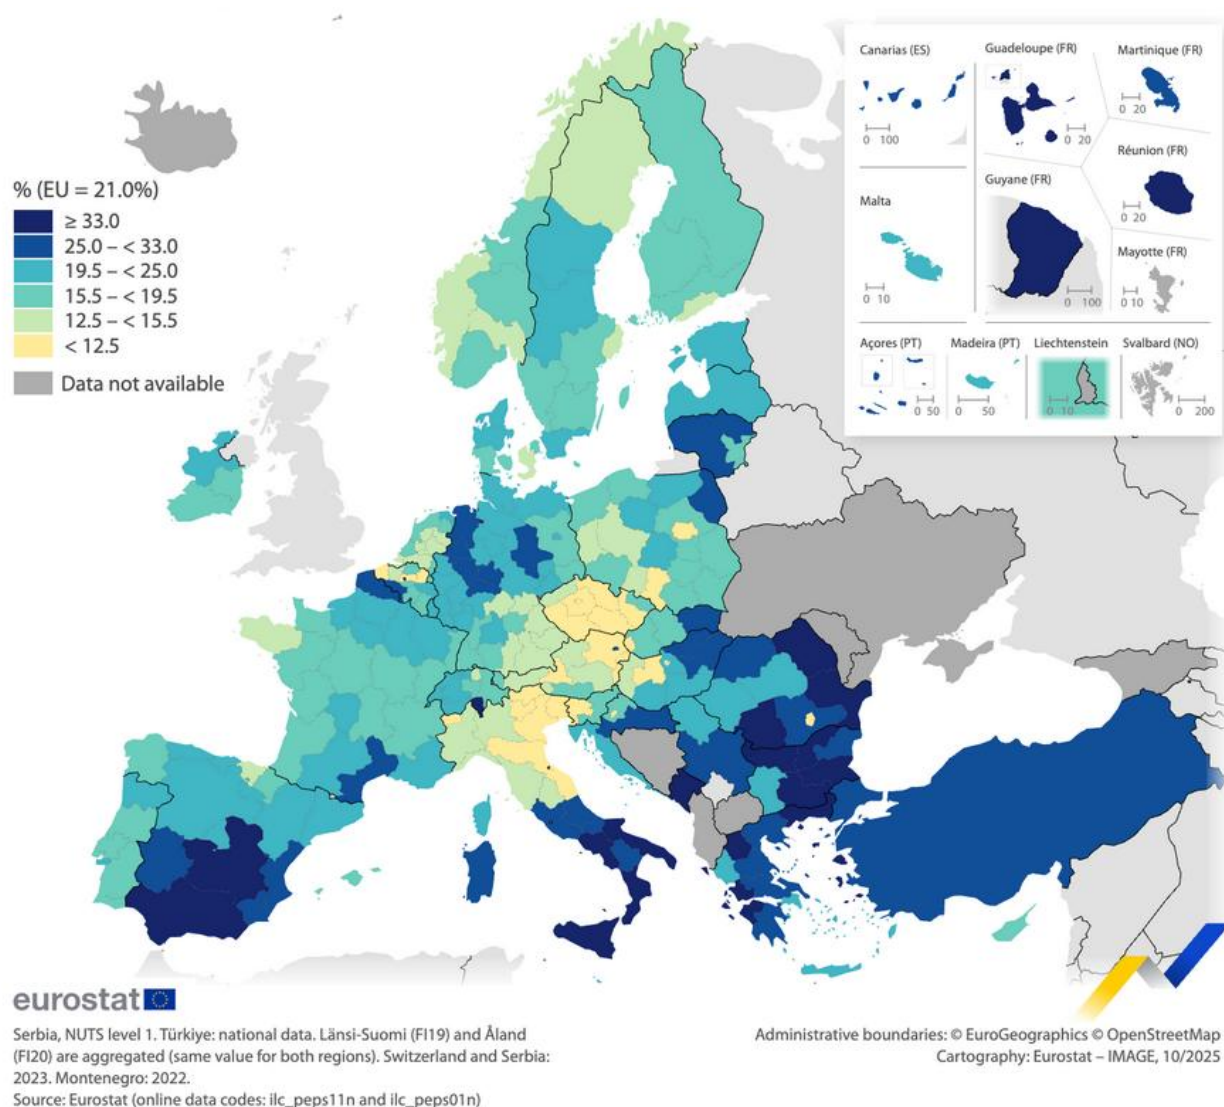 Canarias (ES)
0 100
Guadeloupe (FR)
0 20
Martinique (FR)
0 20
Réunion (FR)
0 20
Malta
0 10
Guyane (FR)
0 100
Mayotte (FR)
0 10
Açores (PT)
0 50
Madeira (PT)
0 50
Liechtenstein
0 10
Svalbard (NO)
0 200
% (EU = 21.0%)
≥ 33.0
25.0 – < 33.0
19.5 – < 25.0
15.5 – < 19.5
12.5 – < 15.5
< 12.5
Data not available
eurostat
Serbia, NUTS level 1. Türkiye: national data. Länsi-Suomi (FI19) and Åland
(FI20) are aggregated (same value for both regions). Switzerland and Serbia:
2023. Montenegro: 2022.
Source: Eurostat (online data codes: ilc_peps11n and ilc_peps01n)
Administrative boundaries: © EuroGeographics © OpenStreetMap
Cartography: Eurostat – IMAGE, 10/2025